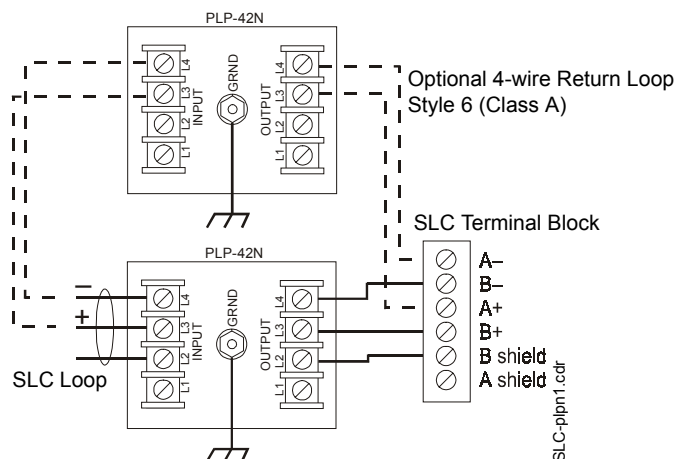 PLP-42N
L4
L3
L2
L1
INPUT
GRND
OUTPUT
L4
L3
L2
L1
Optional 4-wire Return Loop
Style 6 (Class A)
SLC Terminal Block
A–
B–
A+
B+
B shield
A shield
PLP-42N
–
+
SLC Loop
L4
L3
L2
L1
INPUT
GRND
OUTPUT
L4
L3
L2
L1
SLC-plpn1.cdr